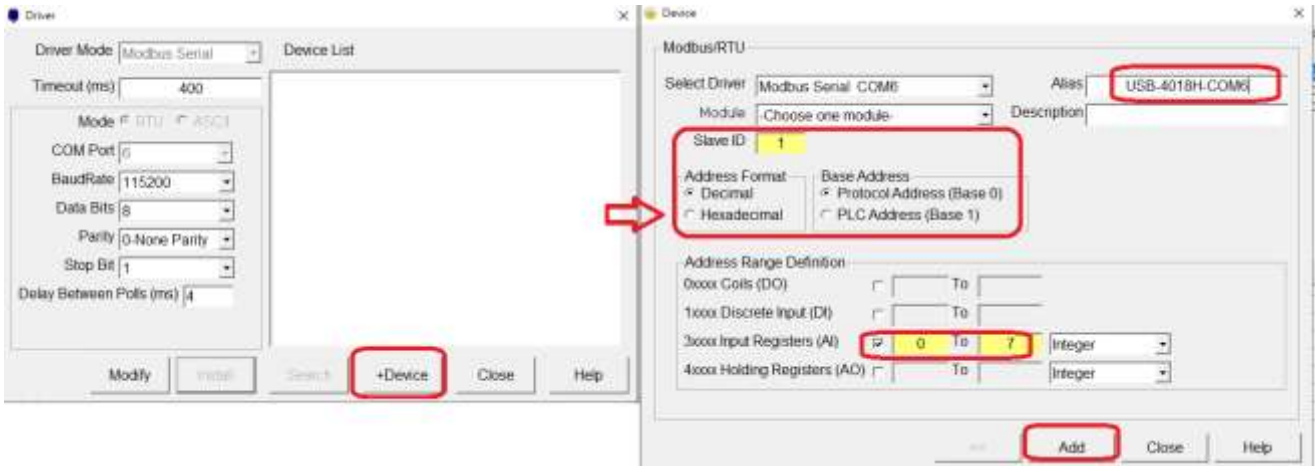 Driver
Driver Mode Modbus Serial
Device List
Timeout (ms) 400
Mode RTU ASCII
COM Port 6
BaudRate 115200
Data Bits 8
Parity 0-None Parity
Stop Bit 1
Delay Between Polls (ms) 4
Modify Install Search +Device Close Help
Device
Modbus/RTU
Select Driver Modbus Serial COM6 Alias USB-4018H-COM6
Module -Choose one module- Description
Slave ID 1
Address Format Base Address
Decimal Protocol Address (Base 0)
Hexadecimal PLC Address (Base 1)
Address Range Definition
0xxxx Coils (DO) To
1xxxx Discrete Input (DI) To
3xxxx Input Registers (AI) 0 To 7 Integer
4xxxx Holding Registers (AO) To Integer
Add Close Help